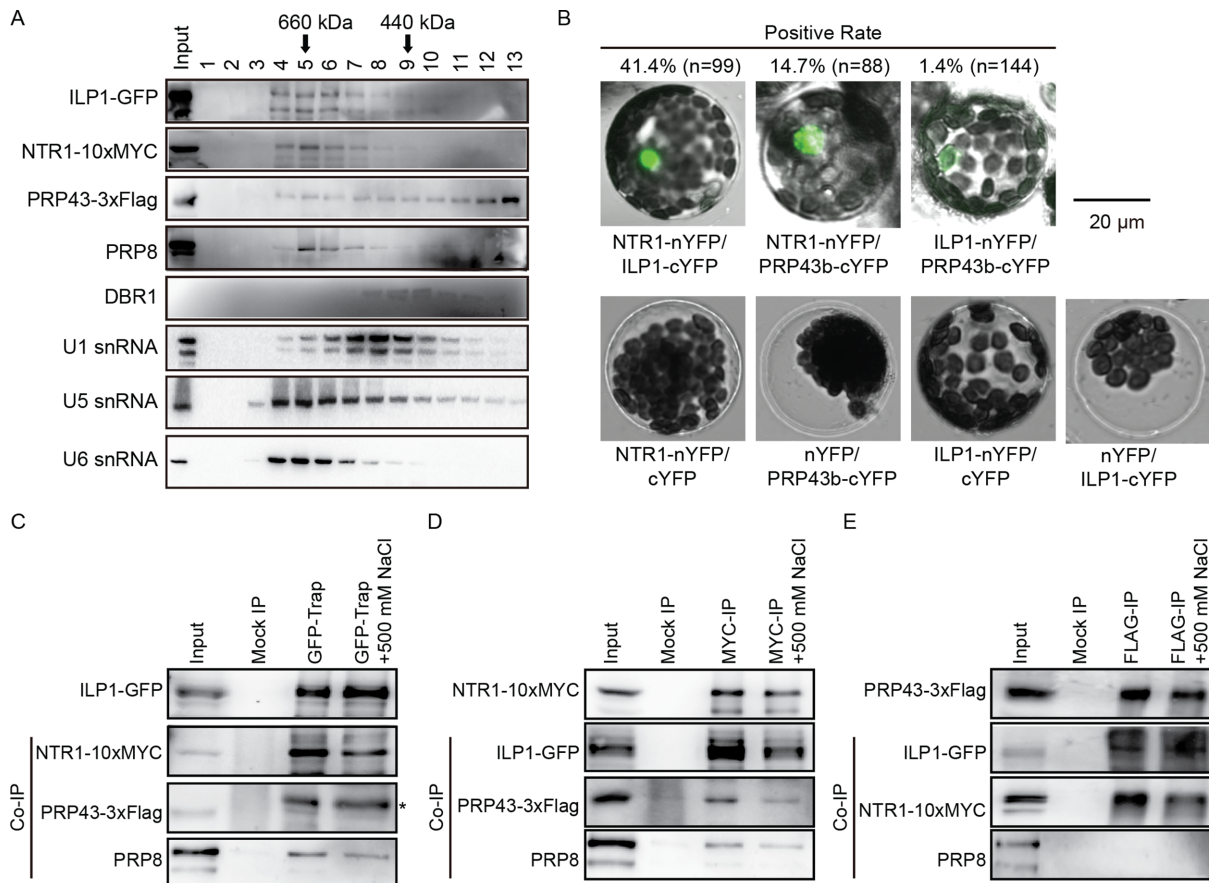 A
660 kDa
440 kDa
Input
1
2
3
4
5
6
7
8
9
10
11
12
13
ILP1-GFP
NTR1-10xMYC
PRP43-3xFlag
PRP8
DBR1
U1 snRNA
U5 snRNA
U6 snRNA
B
Positive Rate
41.4% (n=99)
14.7% (n=88)
1.4% (n=144)
20 µm
NTR1-nYFP/
ILP1-cYFP
NTR1-nYFP/
PRP43b-cYFP
ILP1-nYFP/
PRP43b-cYFP
NTR1-nYFP/
cYFP
nYFP/
PRP43b-cYFP
ILP1-nYFP/
cYFP
nYFP/
ILP1-cYFP
C
Input
Mock IP
GFP-Trap
GFP-Trap
+500 mM NaCl
ILP1-GFP
Co-IP
NTR1-10xMYC
PRP43-3xFlag
*
PRP8
D
Input
Mock IP
MYC-IP
MYC-IP
+500 mM NaCl
NTR1-10xMYC
Co-IP
ILP1-GFP
PRP43-3xFlag
PRP8
E
Input
Mock IP
FLAG-IP
FLAG-IP
+500 mM NaCl
PRP43-3xFlag
Co-IP
ILP1-GFP
NTR1-10xMYC
PRP8